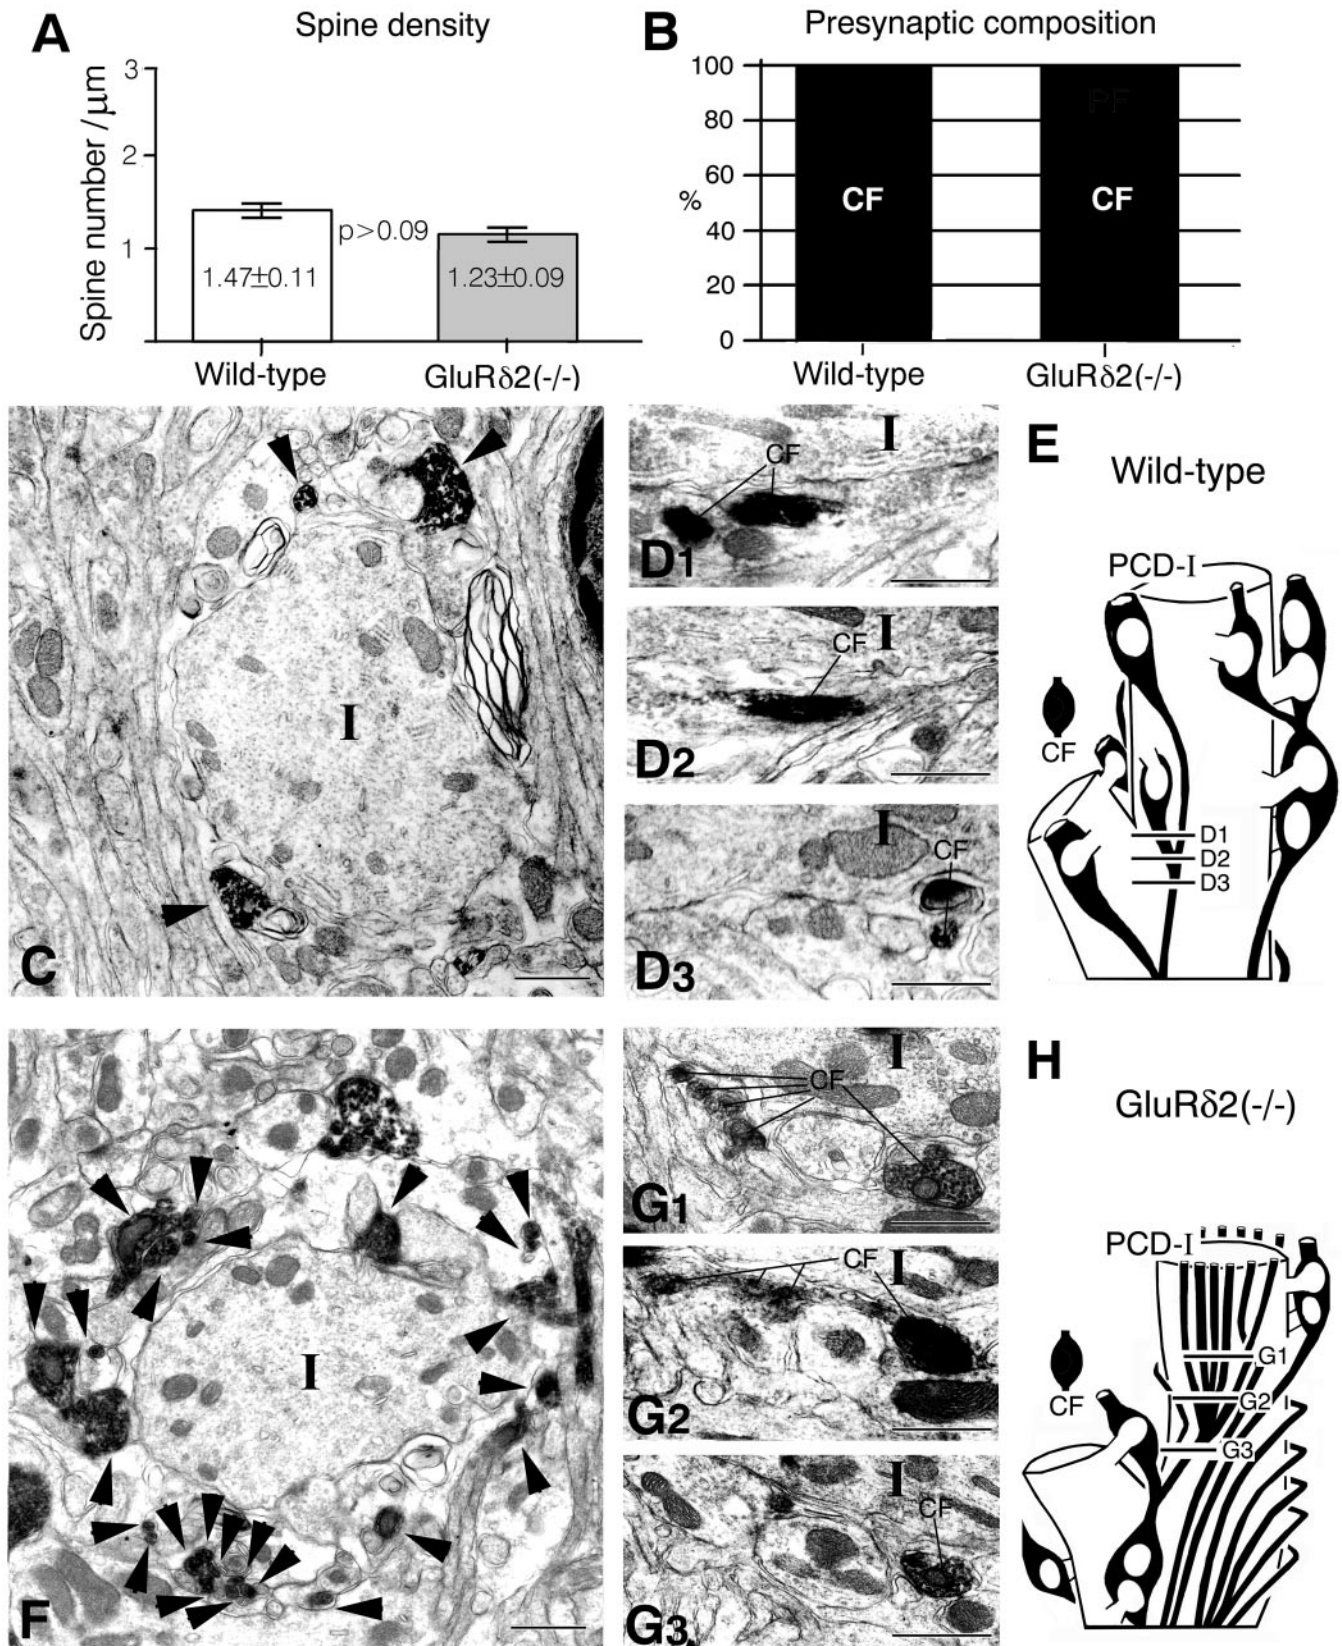 A
Spine density
Spine number /μm
3
2
1
1.47±0.11
p>0.09
1.23±0.09
Wild-type
GluRδ2(-/-)
B
Presynaptic composition
%
100
80
60
40
20
0
CF
PF
CF
Wild-type
GluRδ2(-/-)
C
I
D1
CF
I
D2
CF
I
D3
CF
I
E
Wild-type
PCD-I
CF
D1
D2
D3
F
I
G1
CF
I
G2
CF
I
G3
CF
I
H
GluRδ2(-/-)
PCD-I
CF
G1
G2
G3